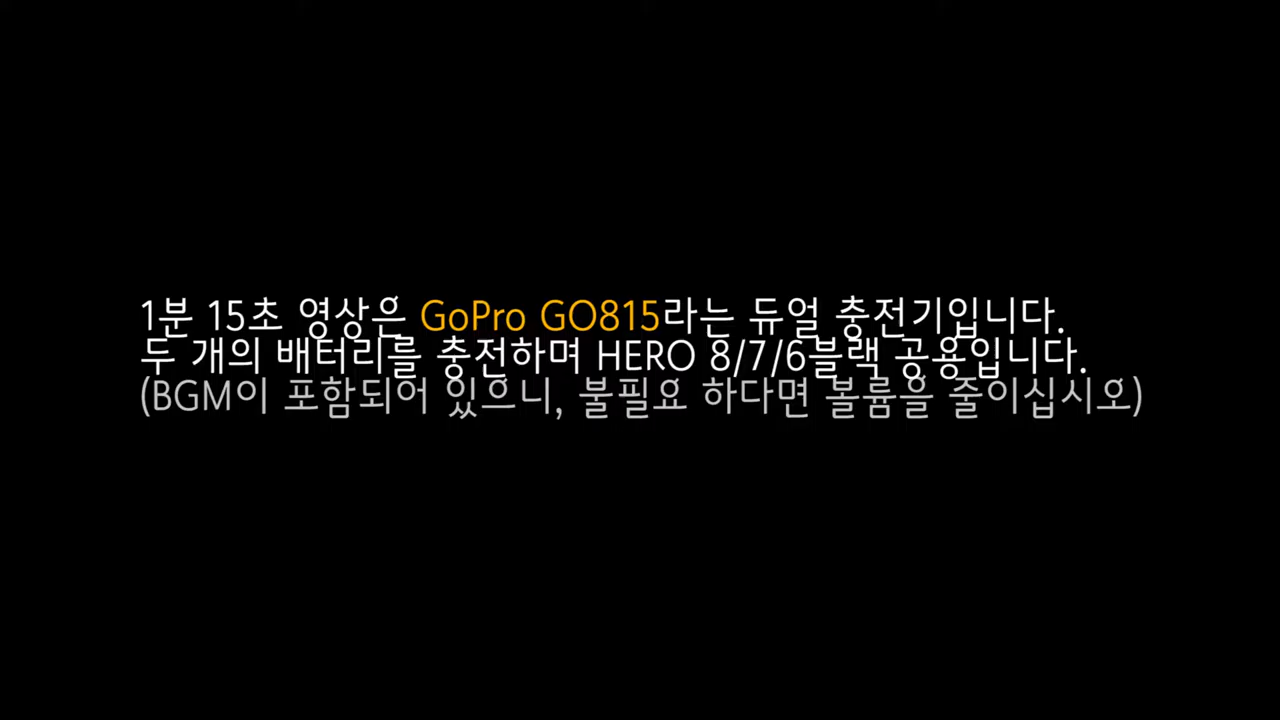 1분 15초 영상은 GoPro GO815라는 듀얼 충전기입니다.
두 개의 배터리를 충전하며 HERO 8/7/6블랙 공용입니다.
(BGM이 포함되어 있으니, 불필요 하다면 볼륨을 줄이십시오)